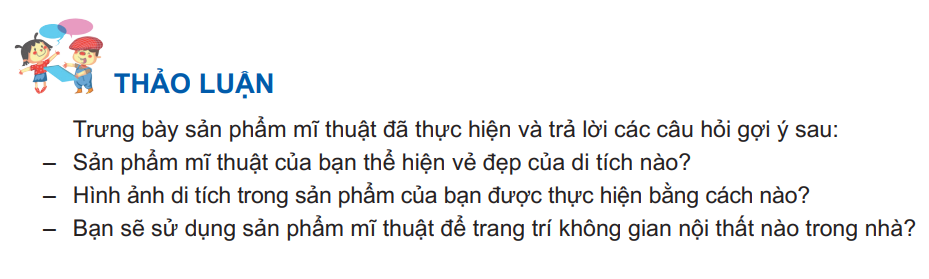 THẢO LUẬN
Trưng bày sản phẩm mĩ thuật đã thực hiện và trả lời các câu hỏi gợi ý sau:
– Sản phẩm mĩ thuật của bạn thể hiện vẻ đẹp của di tích nào?
– Hình ảnh di tích trong sản phẩm của bạn được thực hiện bằng cách nào?
– Bạn sẽ sử dụng sản phẩm mĩ thuật để trang trí không gian nội thất nào trong nhà?